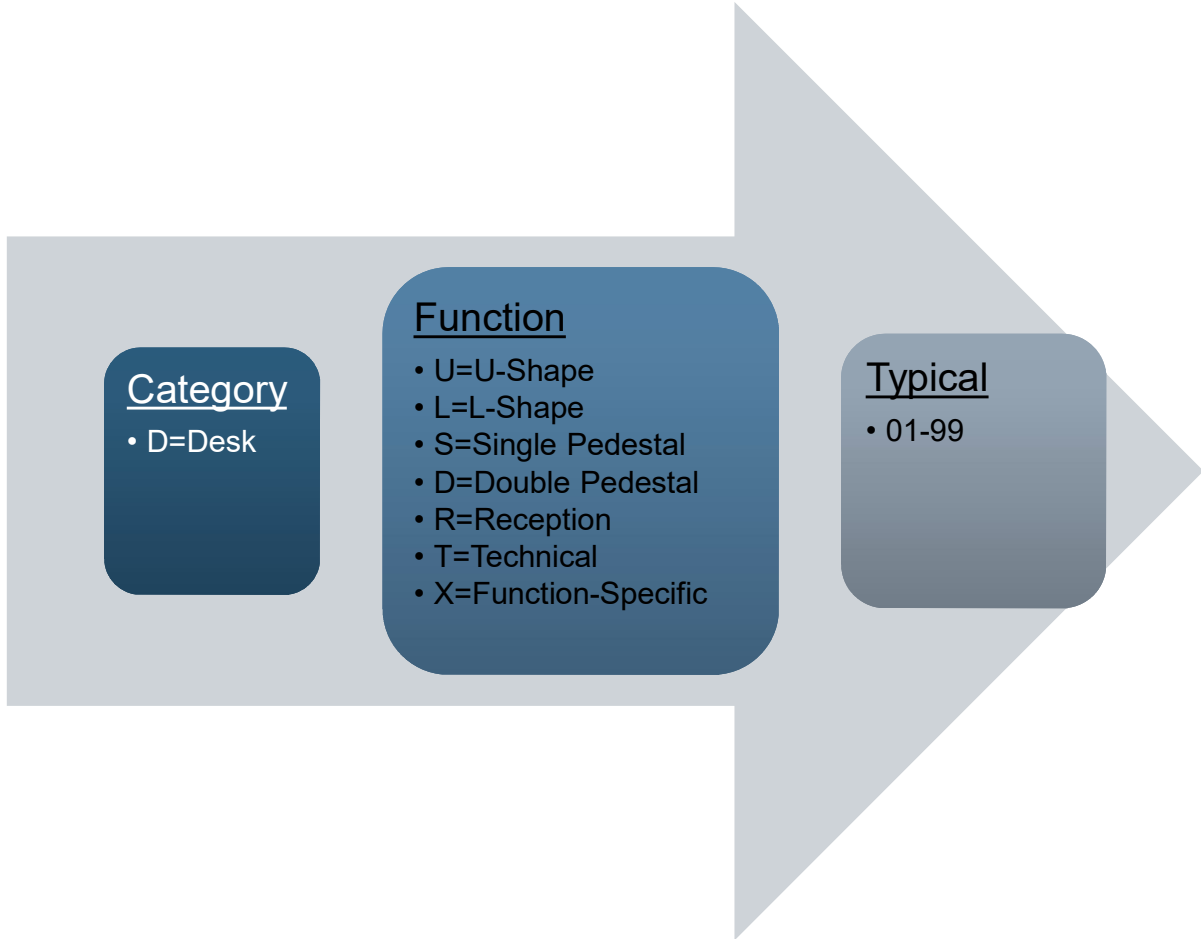 Category
• D=Desk
Function
• U=U-Shape
• L=L-Shape
• S=Single Pedestal
• D=Double Pedestal
• R=Reception
• T=Technical
• X=Function-Specific
Typical
• 01-99